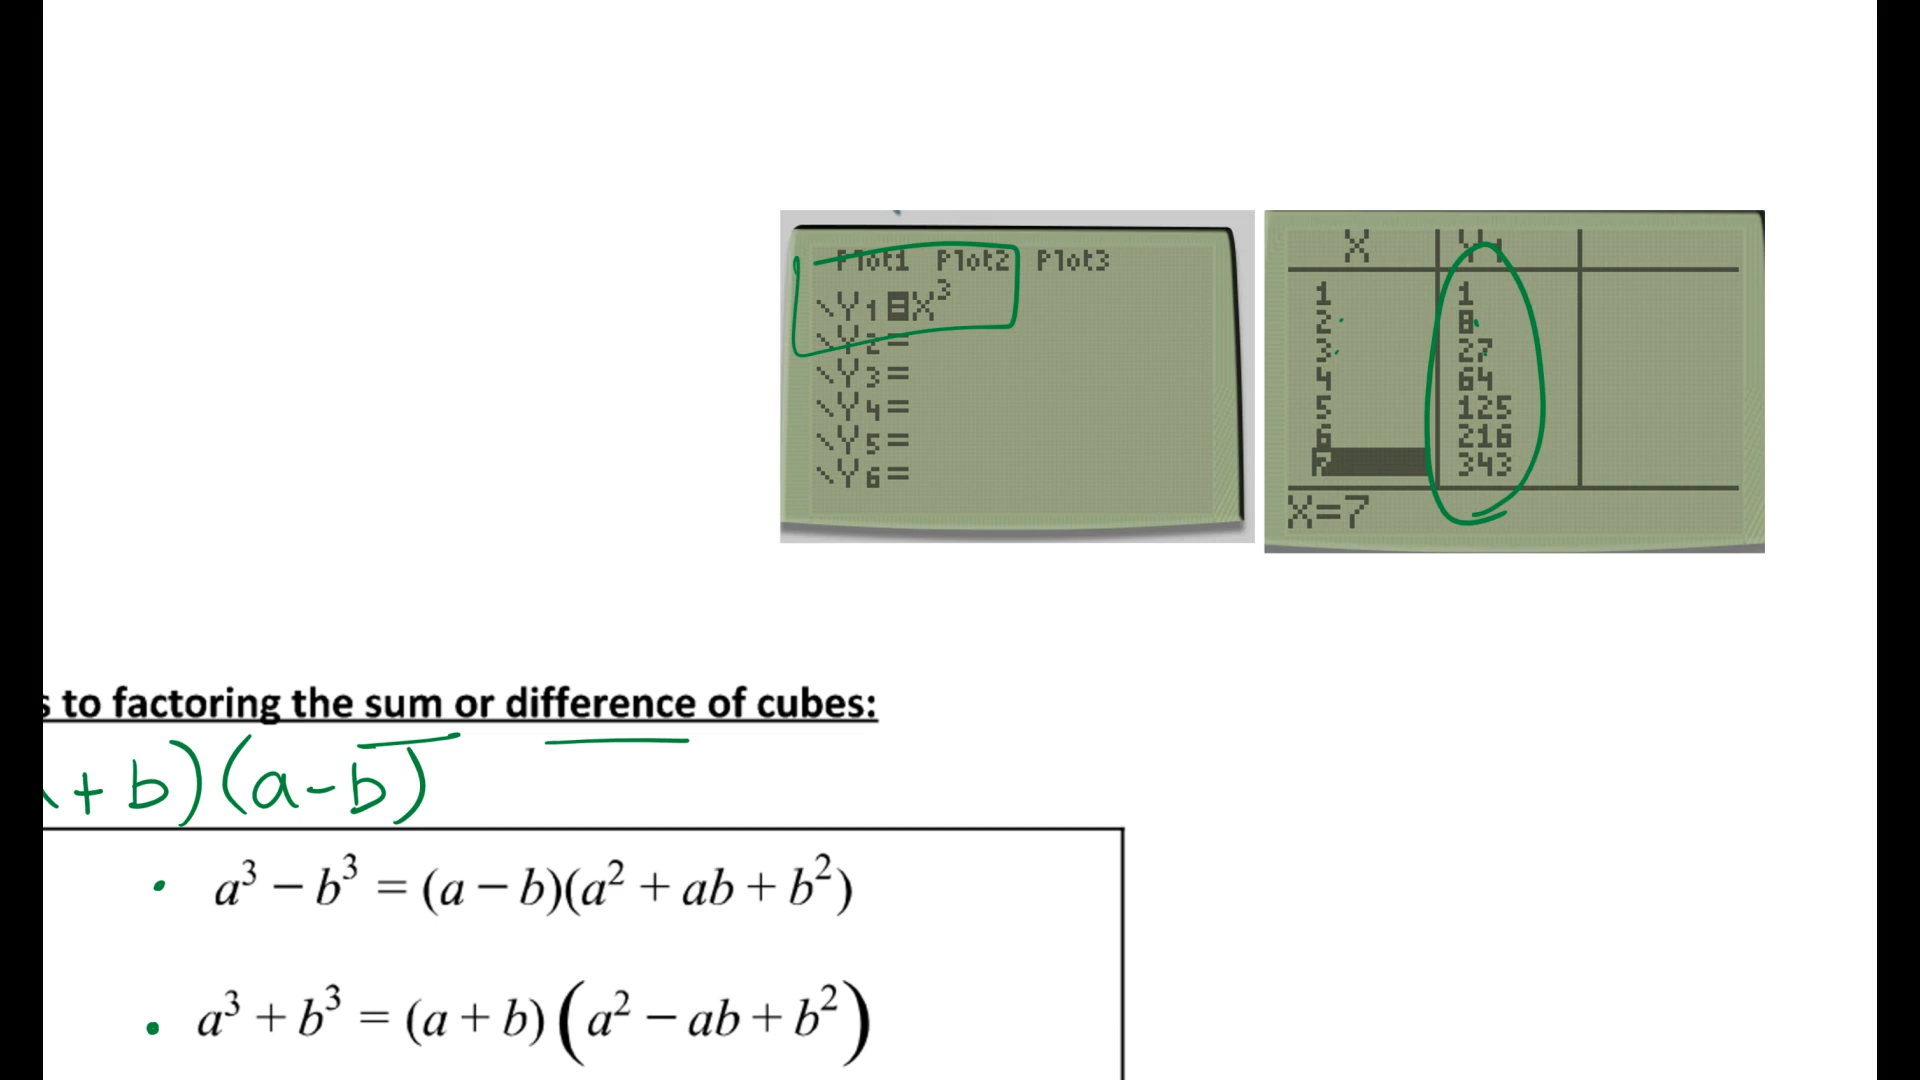 Plot1 Plot2 Plot3
\Y1=X³
\Y2=
\Y3=
\Y4=
\Y5=
\Y6=
X Y1
1 1
2 8
3 27
4 64
5 125
6 216
7 343
X=7
to factoring the sum or difference of cubes:
+ b)(a-b)
a³ − b³ = (a − b)(a² + ab + b²)
a³ + b³ = (a + b)(a² − ab + b²)